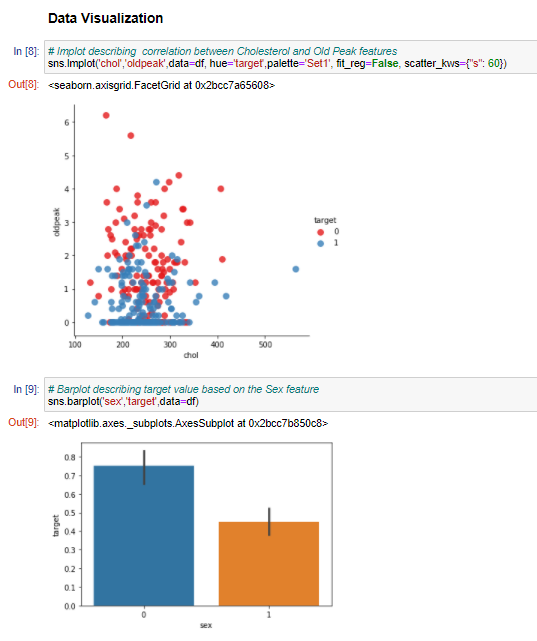 Data Visualization
In [8]: # lmplot describing correlation between Cholesterol and Old Peak features
sns.lmplot('chol','oldpeak',data=df, hue='target',palette='Set1', fit_reg=False, scatter_kws={"s": 60})
Out[8]: <seaborn.axisgrid.FacetGrid at 0x2bcc7a65608>
6
5
4
3
2
1
0
oldpeak
target
0
1
100 200 300 400 500
chol
In [9]: # Barplot describing target value based on the Sex feature
sns.barplot('sex','target',data=df)
Out[9]: <matplotlib.axes._subplots.AxesSubplot at 0x2bcc7b850c8>
0.8
0.7
0.6
0.5
0.4
0.3
0.2
0.1
0.0
target
0 1
sex